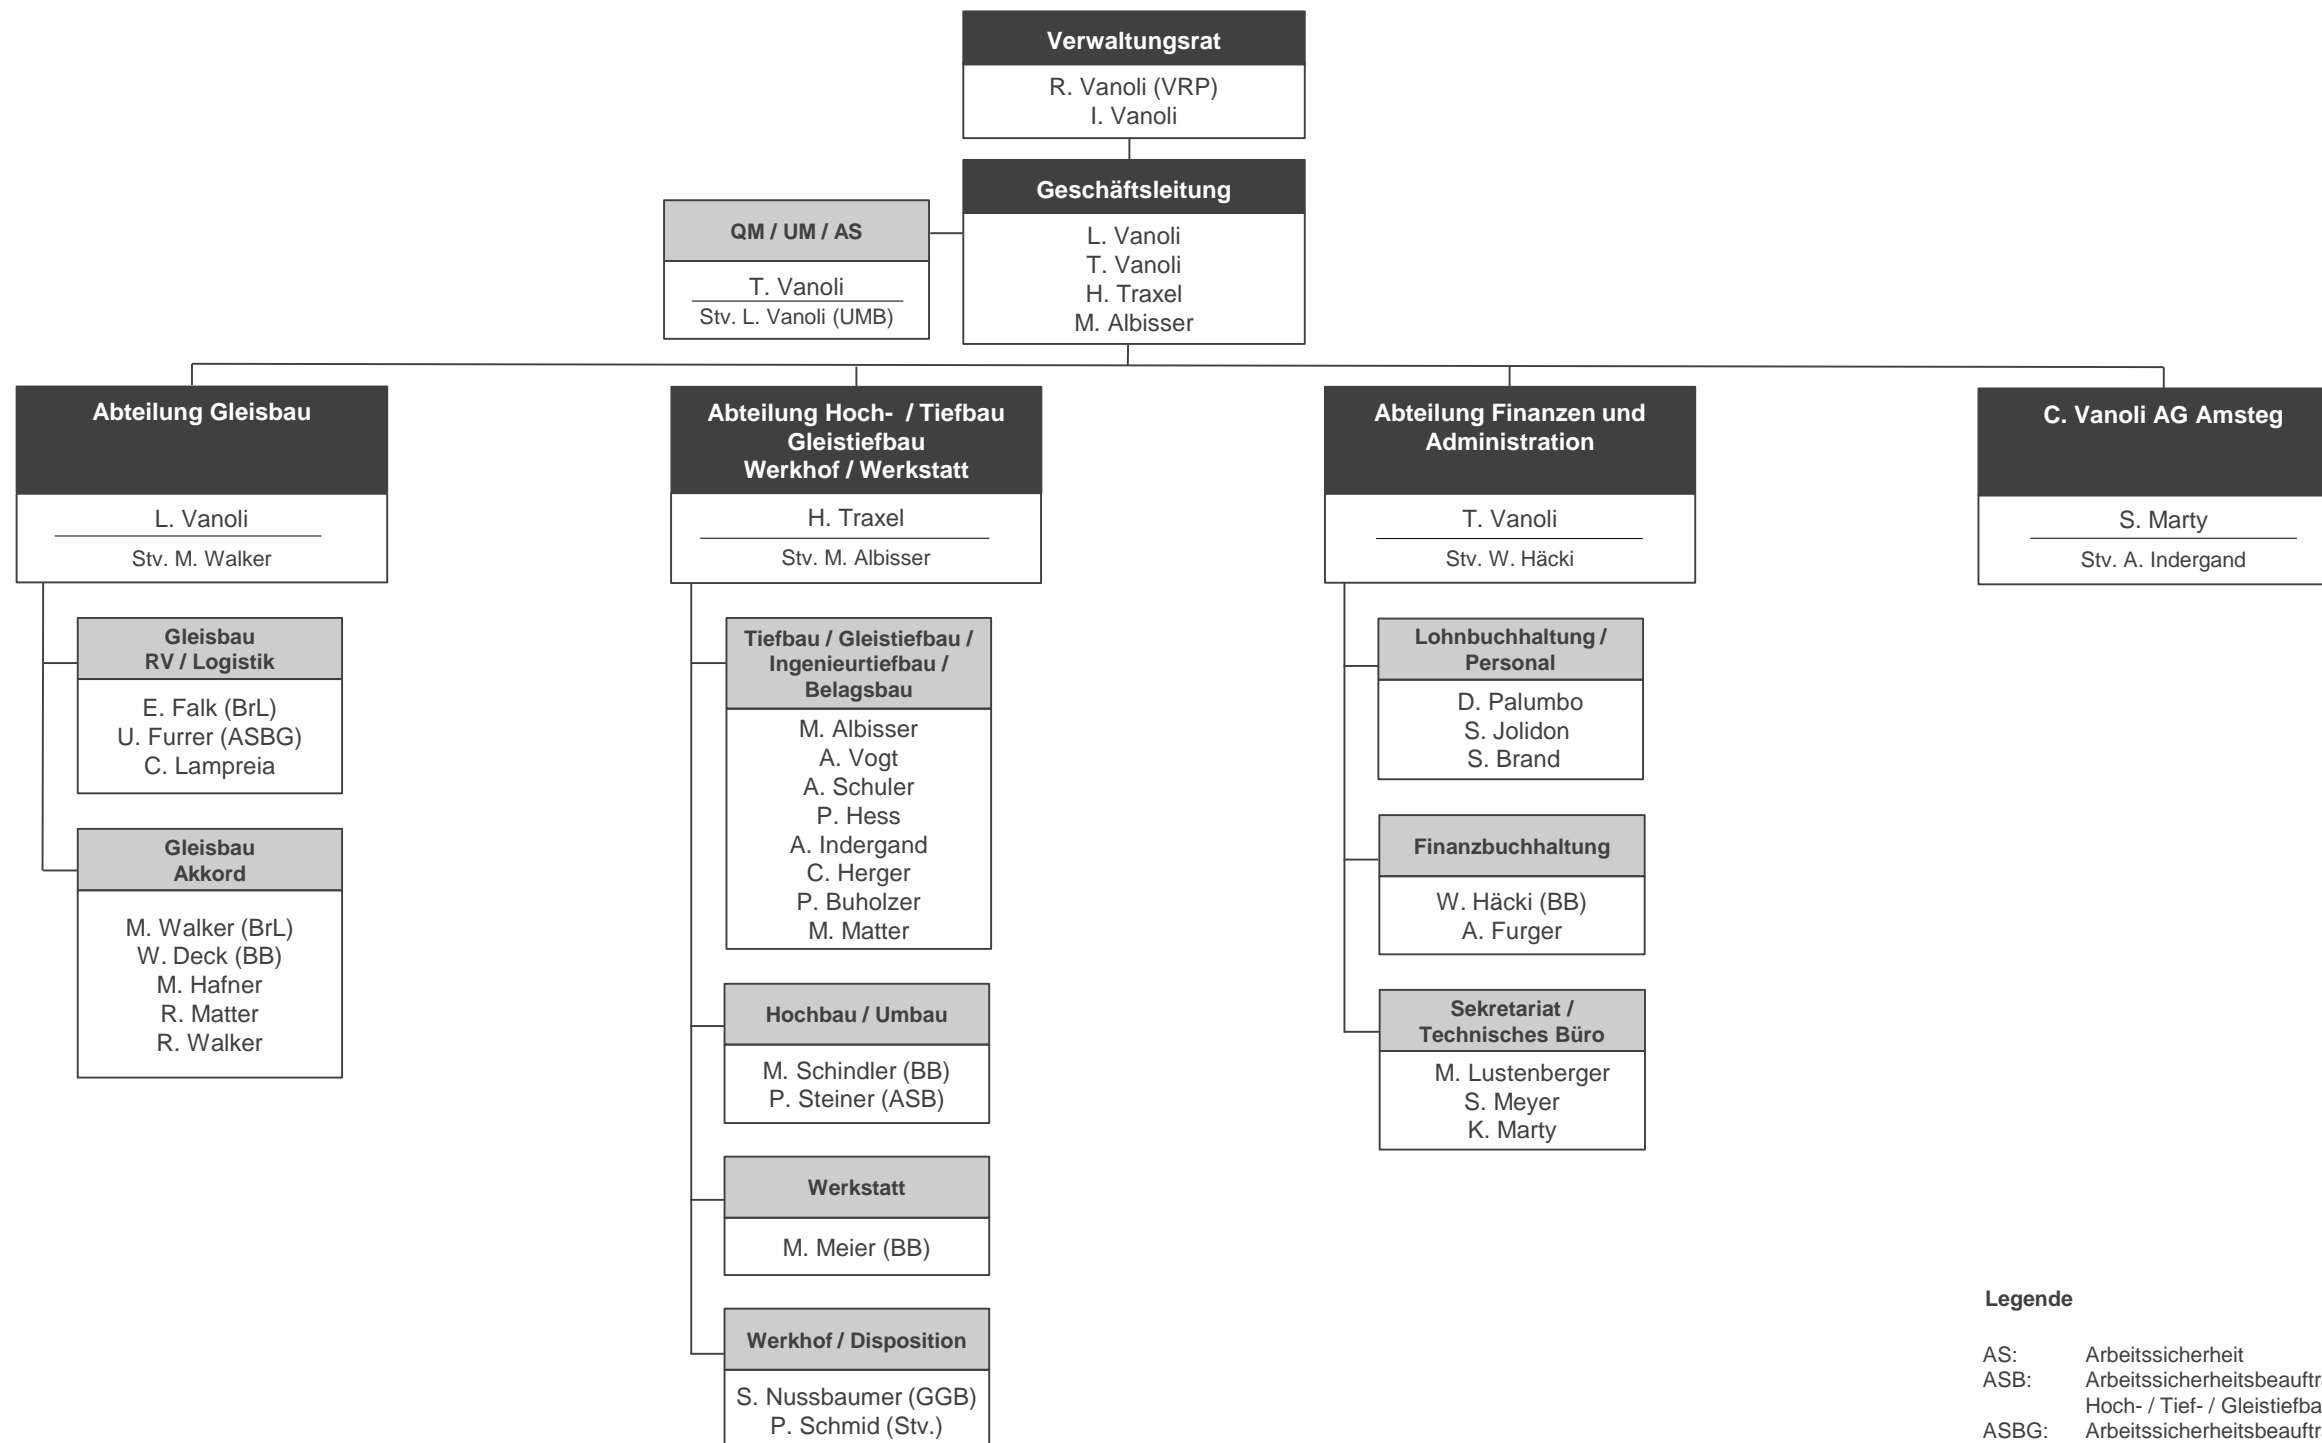 Verwaltungsrat
R. Vanoli (VRP)
I. Vanoli
Geschäftsleitung
L. Vanoli
T. Vanoli
H. Traxel
M. Albisser
QM / UM / AS
T. Vanoli
Stv. L. Vanoli (UMB)
Abteilung Gleisbau
L. Vanoli
Stv. M. Walker
Gleisbau
RV / Logistik
E. Falk (BrL)
U. Furrer (ASBG)
C. Lampreia
Gleisbau
Akkord
M. Walker (BrL)
W. Deck (BB)
M. Hafner
R. Matter
R. Walker
Abteilung Hoch- / Tiefbau
Gleistiefbau
Werkhof / Werkstatt
H. Traxel
Stv. M. Albisser
Tiefbau / Gleistiefbau /
Ingenieurtiefbau /
Belagsbau
M. Albisser
A. Vogt
A. Schuler
P. Hess
A. Indergand
C. Herger
P. Buholzer
M. Matter
Hochbau / Umbau
M. Schindler (BB)
P. Steiner (ASB)
Werkstatt
M. Meier (BB)
Werkhof / Disposition
S. Nussbaumer (GGB)
P. Schmid (Stv.)
Abteilung Finanzen und
Administration
T. Vanoli
Stv. W. Häcki
Lohnbuchhaltung /
Personal
D. Palumbo
S. Jolidon
S. Brand
Finanzbuchhaltung
W. Häcki (BB)
A. Furger
Sekretariat /
Technisches Büro
M. Lustenberger
S. Meyer
K. Marty
C. Vanoli AG Amsteg
S. Marty
Stv. A. Indergand
Legende
AS: Arbeitssicherheit
ASB:
Hoch- / Tief- /
ASBG: